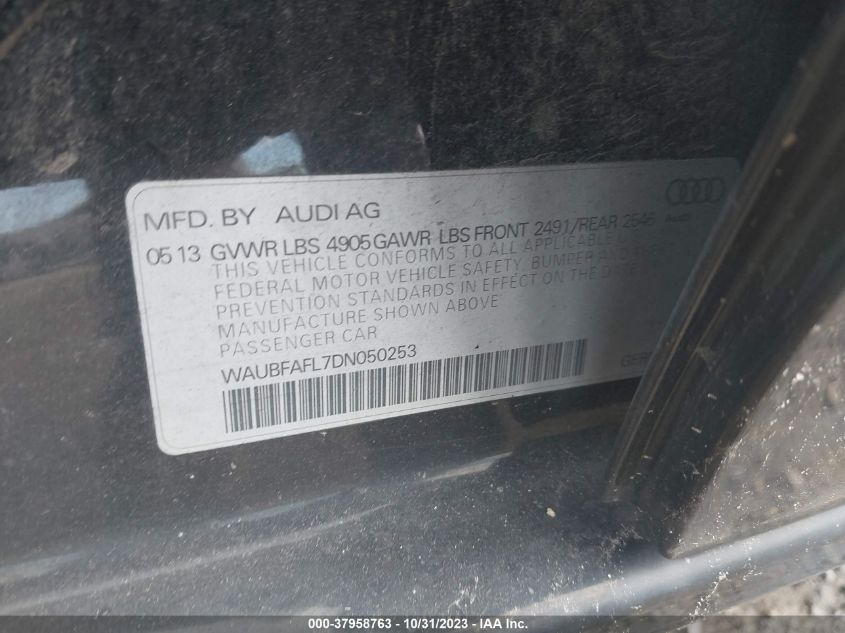 MFD. BY AUDI AG
05 13 GVWR LBS 4905 GAWR LBS FRONT 2491/REAR 2646
Audi
THIS VEHICLE CONFORMS TO ALL APPLICABLE
FEDERAL MOTOR VEHICLE SAFETY, BUMPER AND
PREVENTION STANDARDS IN EFFECT ON THE
MANUFACTURE SHOWN ABOVE
PASSENGER CAR
WAUBFAFL7DN050253
GER
000-37958763 - 10/31/2023 - IAA Inc.